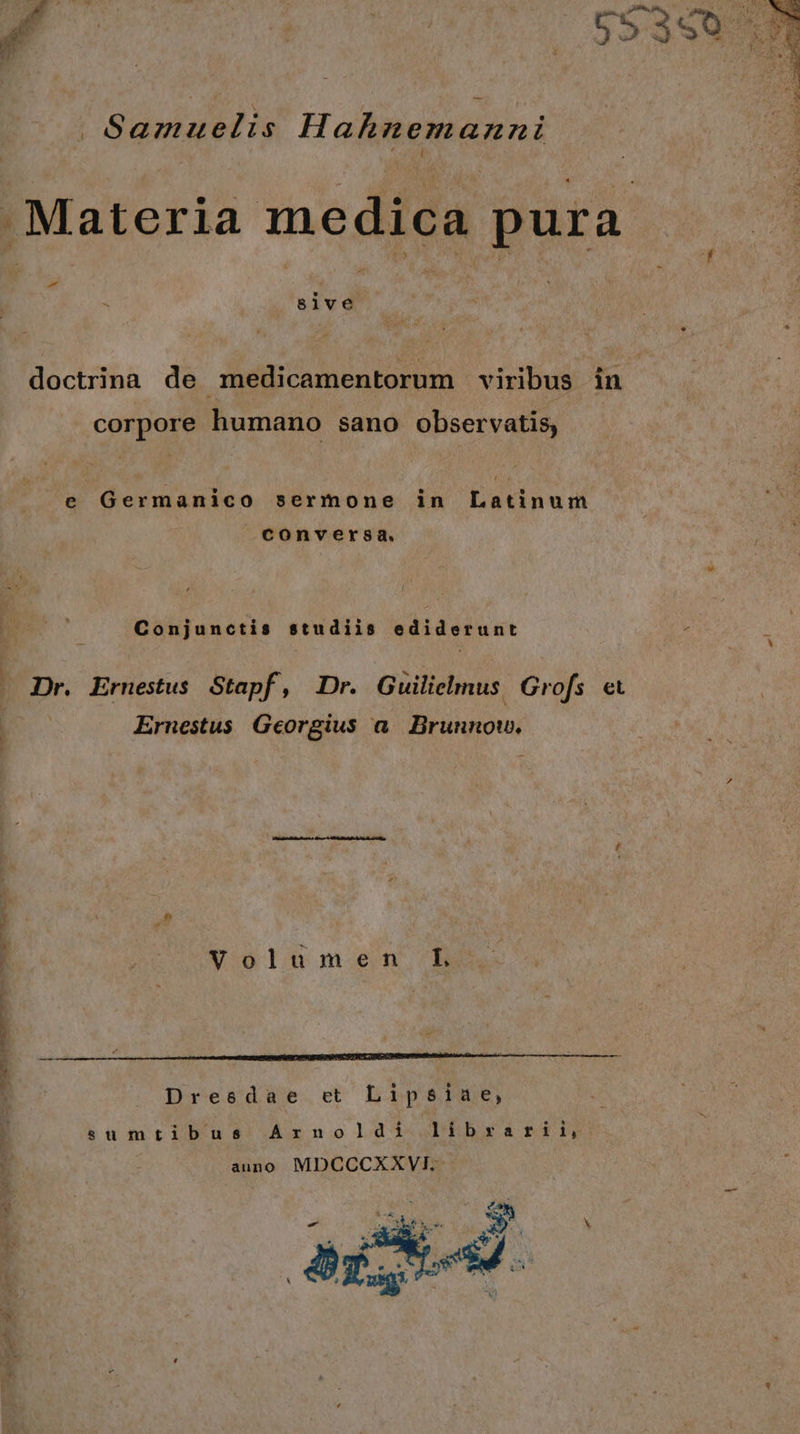 55350
Samuelis Hahnemanni
Materia medica pura
sive
doctrina de medicamentorum viribus in
corpore humano sano observatis,
e Germanico sermone in Latinum
conversa.
Conjunctis studiis ediderunt
Dr. Ernestus Stapf, Dr. Guilielmus Groſs et
Ernestus Georgius a Brunnow.
Volumen I.
Dresdae et Lipsiae,
sumtibus Arnoldi librarii,
anno MDCCCXXVI.